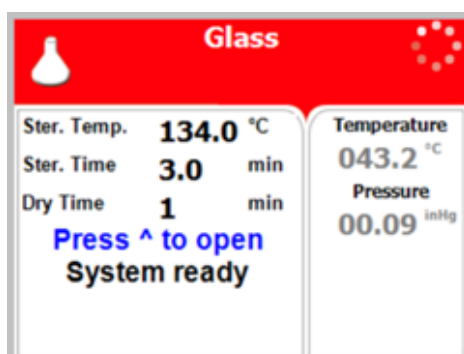 Glass
Ster. Temp. 134.0 °C
Ster. Time 3.0 min
Dry Time 1 min
Press ^ to open
System ready
Temperature
043.2 °C
Pressure
00.09 inHg